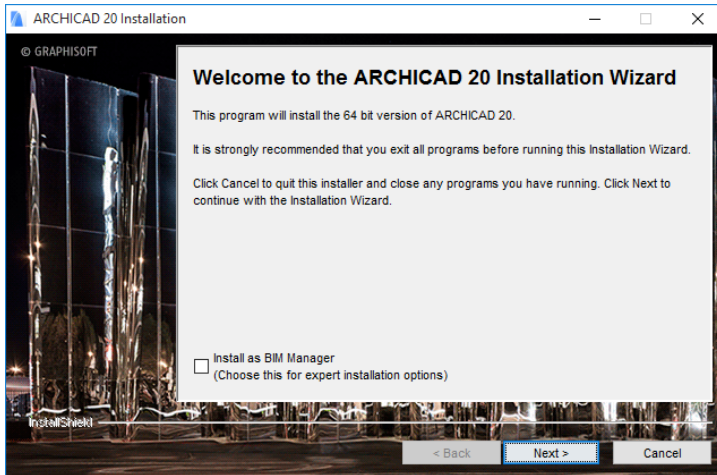 ARCHICAD 20 Installation
© GRAPHISOFT
Welcome to the ARCHICAD 20 Installation Wizard
This program will install the 64 bit version of ARCHICAD 20.
It is strongly recommended that you exit all programs before running this Installation Wizard.
Click Cancel to quit this installer and close any programs you have running. Click Next to
continue with the Installation Wizard.
Install as BIM Manager
(Choose this for expert installation options)
InstallShield
< Back Next > Cancel